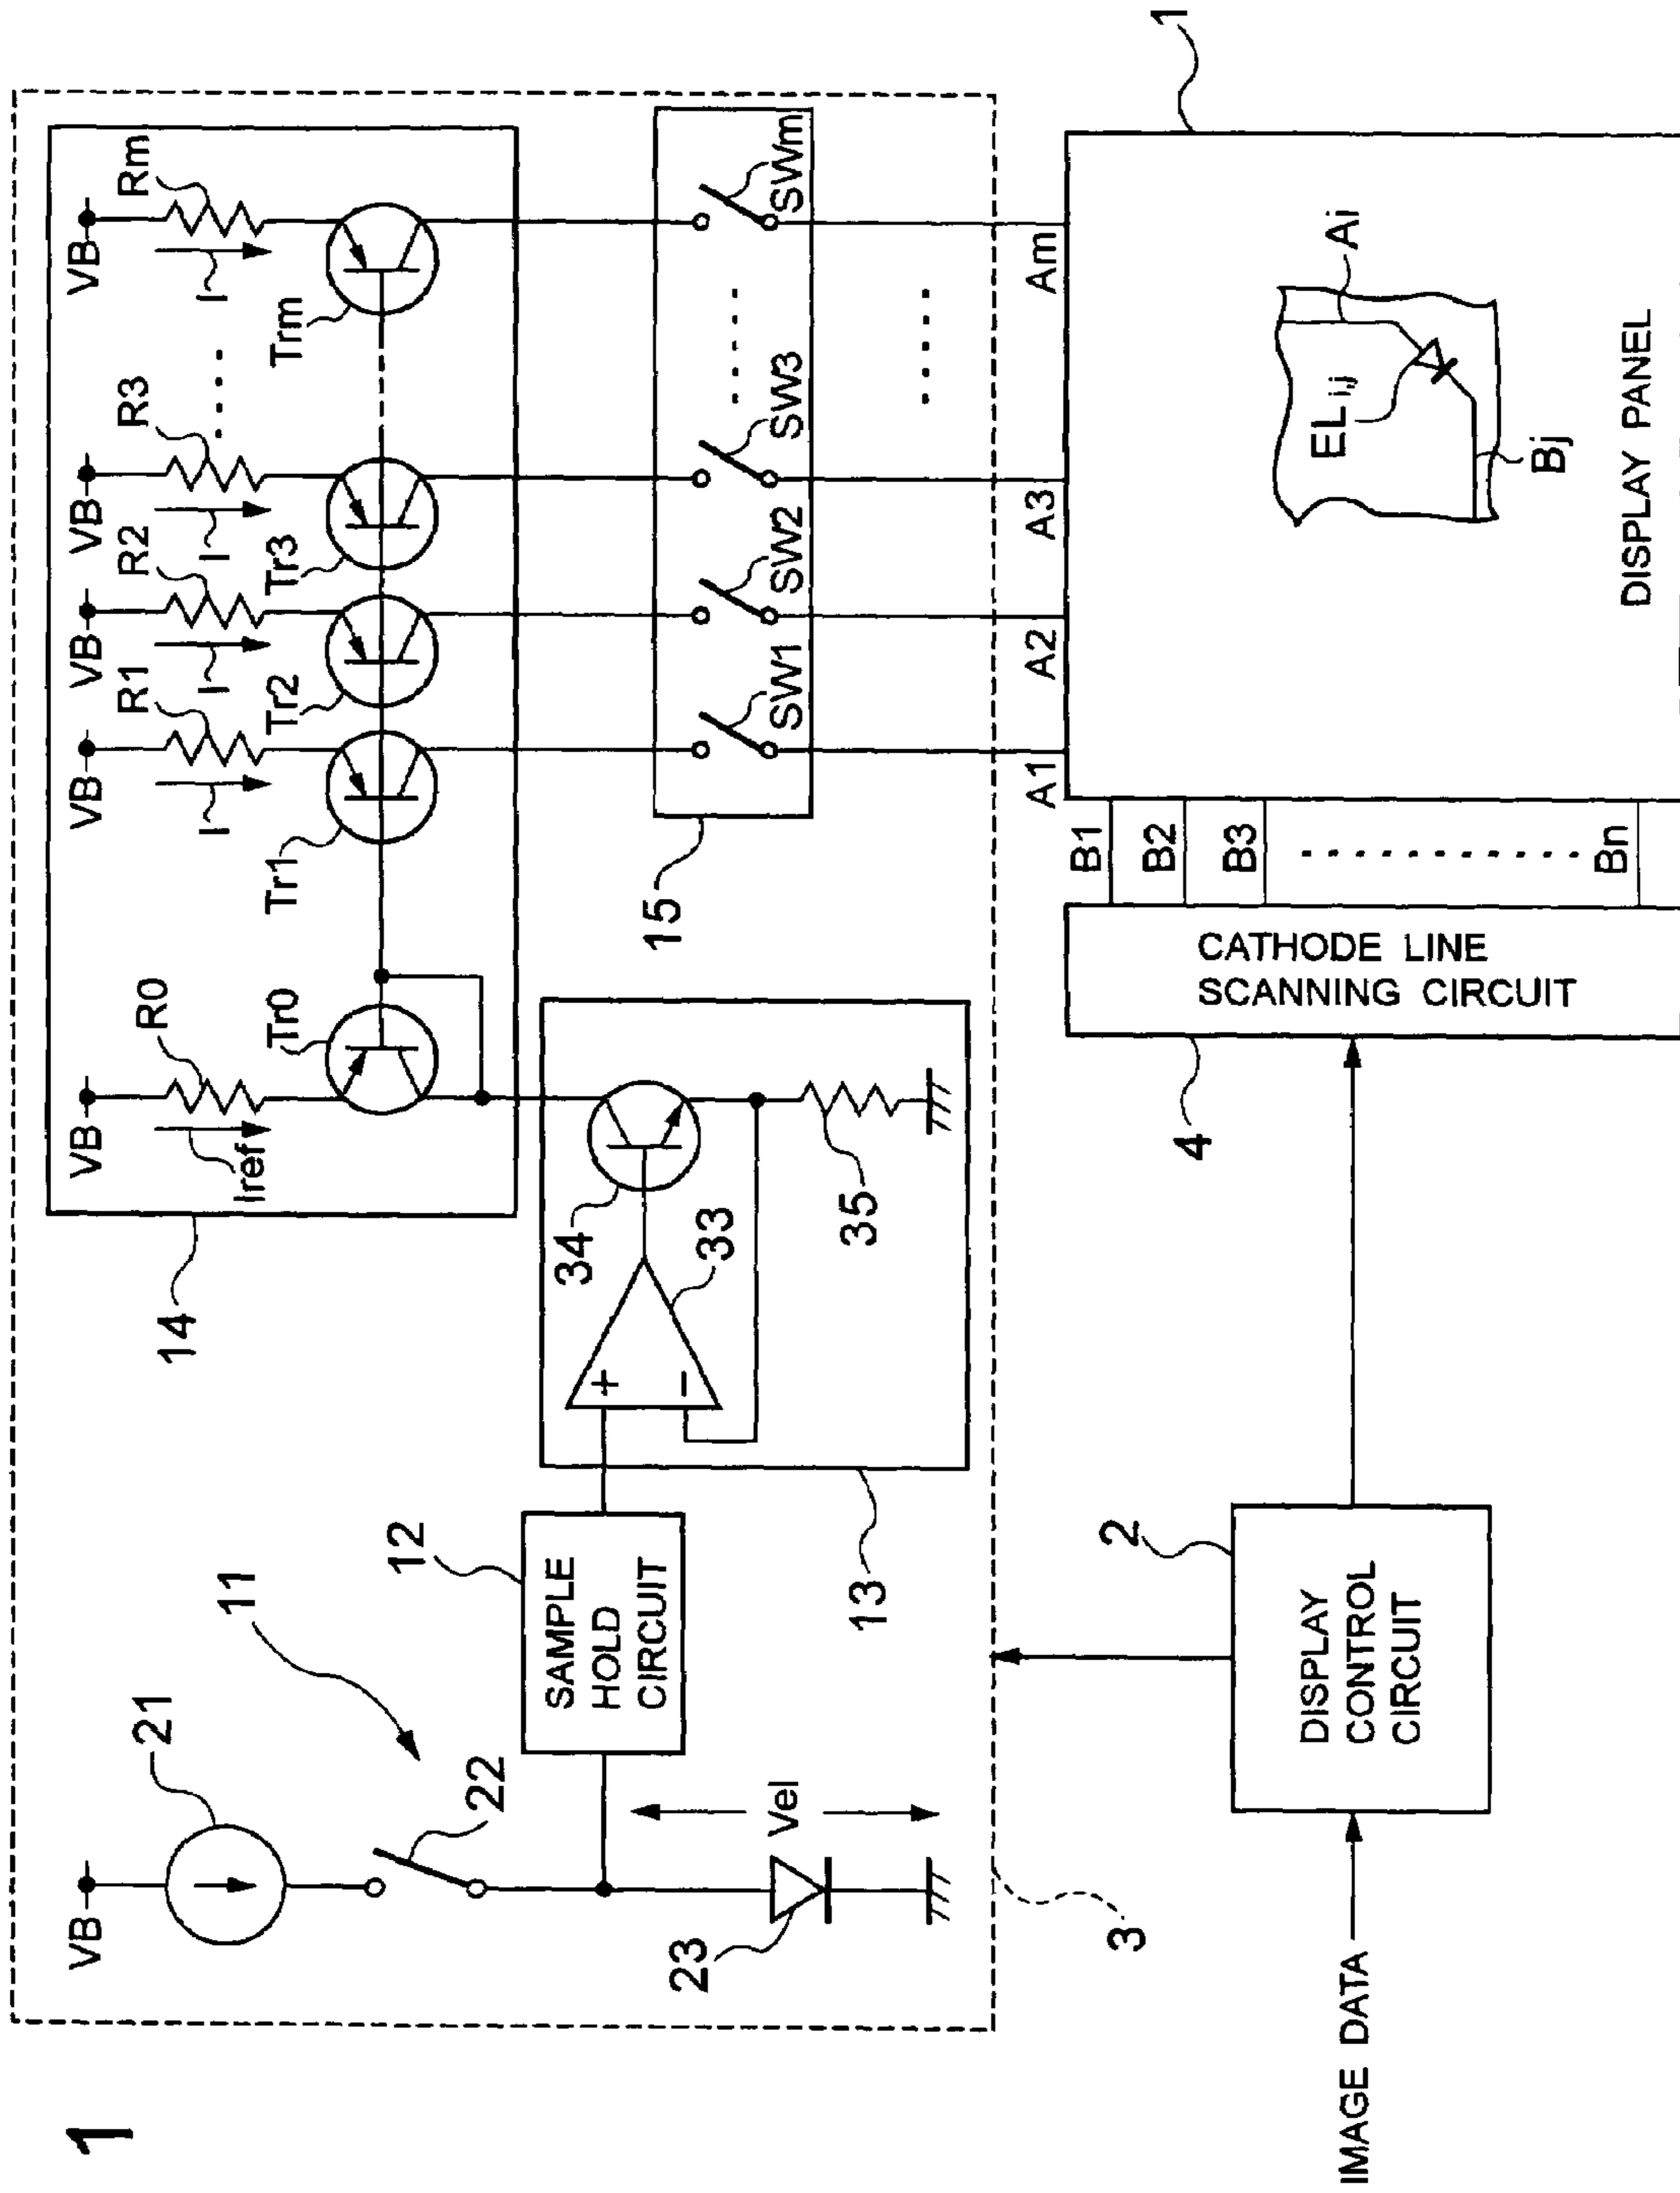 1
VB
VB
VB
VB
VB
VB
21
Iref
R0
I
R1
I
R2
I
R3
I
Rm
.....
11
22
14
Tr0
Tr1
Tr2
Tr3
Trm
12
SAMPLE
HOLD
CIRCUIT
34
+
−
33
15
SW1
SW2
SW3
SWm
.....
23
Vel
13
35
.....
3
2
4
A1
A2
A3
Am
1
IMAGE DATA
DISPLAY
CONTROL
CIRCUIT
CATHODE LINE
SCANNING CIRCUIT
B1
B2
B3
...........
Bn
ELi,j
Ai
Bj
DISPLAY PANEL